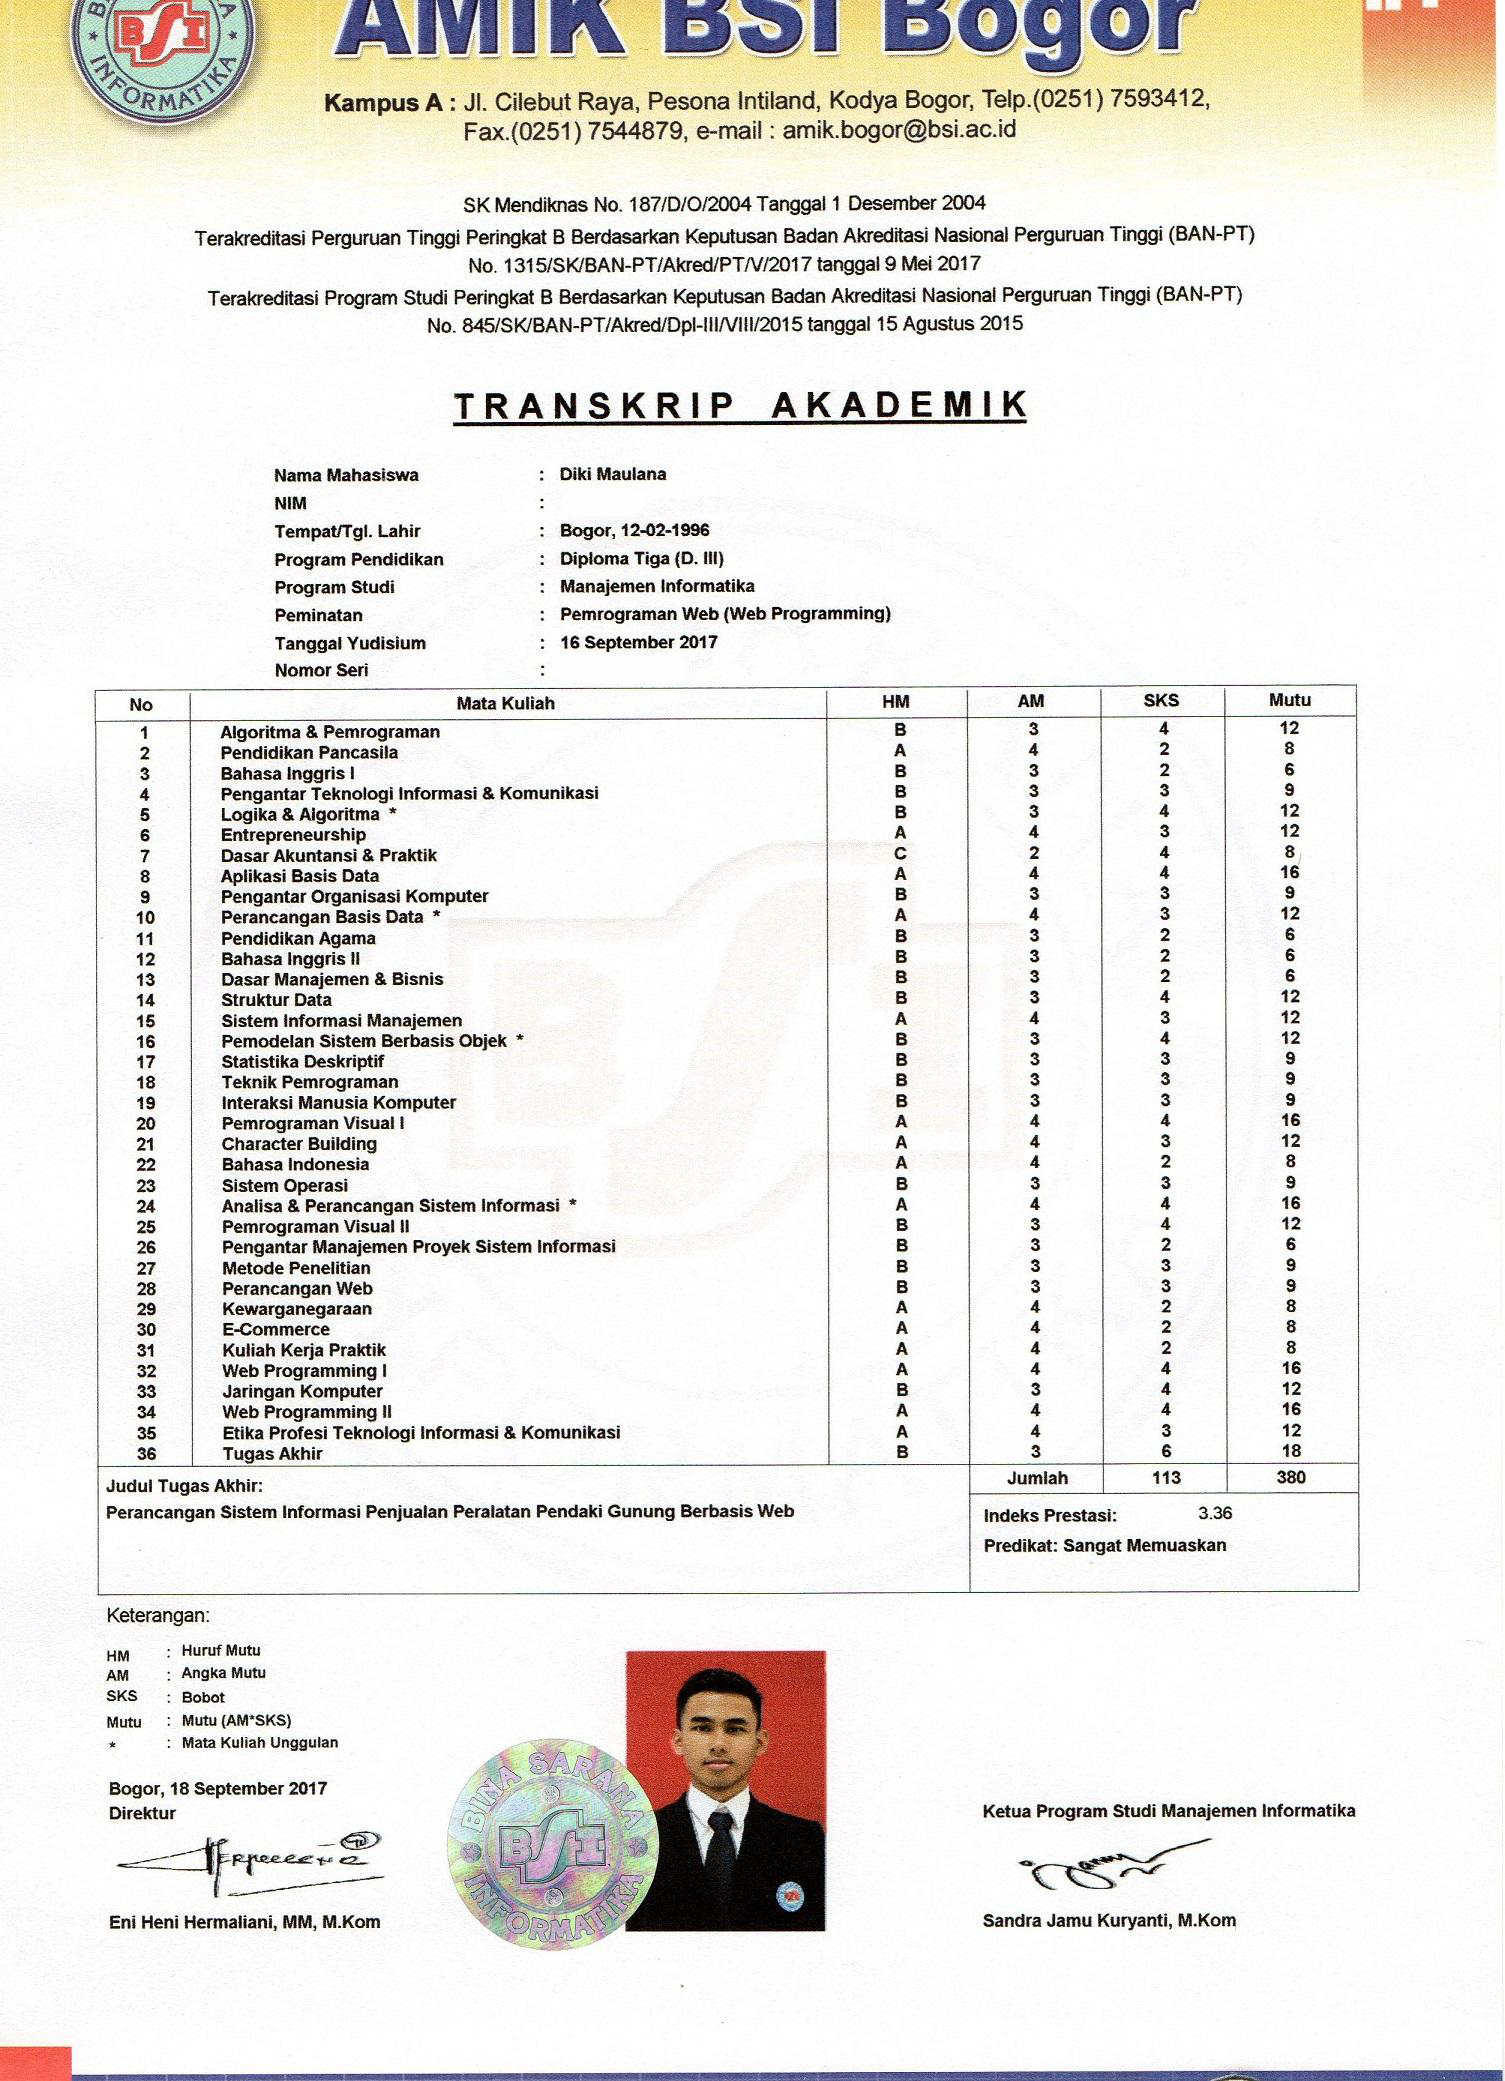 BSI
INFORMATIKA
AMIK BSI Bogor
Kampus A : Jl. Cilebut Raya, Pesona Intiland, Kodya Bogor, Telp.(0251) 7593412,
Fax.(0251) 7544879, e-mail : amik.bogor@bsi.ac.id
SK Mendiknas No. 187/D/O/2004 Tanggal 1 Desember 2004
Terakreditasi Perguruan Tinggi Peringkat B Berdasarkan Keputusan Badan Akreditasi Nasional Perguruan Tinggi (BAN-PT)
No. 1315/SK/BAN-PT/Akred/PT/V/2017 tanggal 9 Mei 2017
Terakreditasi Program Studi Peringkat B Berdasarkan Keputusan Badan Akreditasi Nasional Perguruan Tinggi (BAN-PT)
No. 845/SK/BAN-PT/Akred/Dpl-III/VIII/2015 tanggal 15 Agustus 2015
TRANSKRIP AKADEMIK
Nama Mahasiswa : Diki Maulana
NIM :
Tempat/Tgl. Lahir : Bogor, 12-02-1996
Program Pendidikan : Diploma Tiga (D. III)
Program Studi : Manajemen Informatika
Peminatan : Pemrograman Web (Web Programming)
Tanggal Yudisium : 16 September 2017
Nomor Seri :
No Mata Kuliah HM AM SKS Mutu
1 Algoritma & Pemrograman B 3 4 12
2 Pendidikan Pancasila A 4 2 8
3 Bahasa Inggris I B 3 2 6
4 Pengantar Teknologi Informasi & Komunikasi B 3 3 9
5 Logika & Algoritma * B 3 4 12
6 Entrepreneurship A 4 3 12
7 Dasar Akuntansi & Praktik C 2 4 8
8 Aplikasi Basis Data A 4 4 16
9 Pengantar Organisasi Komputer B 3 3 9
10 Perancangan Basis Data * A 4 3 12
11 Pendidikan Agama B 3 2 6
12 Bahasa Inggris II B 3 2 6
13 Dasar Manajemen & Bisnis B 3 2 6
14 Struktur Data B 3 4 12
15 Sistem Informasi Manajemen A 4 3 12
16 Pemodelan Sistem Berbasis Objek * B 3 4 12
17 Statistika Deskriptif B 3 3 9
18 Teknik Pemrograman B 3 3 9
19 Interaksi Manusia Komputer B 3 3 9
20 Pemrograman Visual I A 4 4 16
21 Character Building A 4 3 12
22 Bahasa Indonesia A 4 2 8
23 Sistem Operasi B 3 3 9
24 Analisa & Perancangan Sistem Informasi * A 4 4 16
25 Pemrograman Visual II B 3 4 12
26 Pengantar Manajemen Proyek Sistem Informasi B 3 2 6
27 Metode Penelitian B 3 3 9
28 Perancangan Web B 3 3 9
29 Kewarganegaraan A 4 2 8
30 E-Commerce A 4 2 8
31 Kuliah Kerja Praktik A 4 2 8
32 Web Programming I A 4 4 16
33 Jaringan Komputer B 3 4 12
34 Web Programming II A 4 4 16
35 Etika Profesi Teknologi Informasi & Komunikasi A 4 3 12
36 Tugas Akhir B 3 6 18
Judul Tugas Akhir: Jumlah 113 380
Perancangan Sistem Informasi Penjualan Peralatan Pendaki Gunung Berbasis Web
Indeks Prestasi: 3.36
Predikat: Sangat Memuaskan
Keterangan:
HM : Huruf Mutu
AM : Angka Mutu
SKS : Bobot
Mutu : Mutu (AM*SKS)
* : Mata Kuliah Unggulan
Bogor, 18 September 2017
Direktur
Eni Heni Hermaliani, MM, M.Kom
BINA SARANA
BSI
INFORMATIKA
Ketua Program Studi Manajemen Informatika
Sandra Jamu Kuryanti, M.Kom